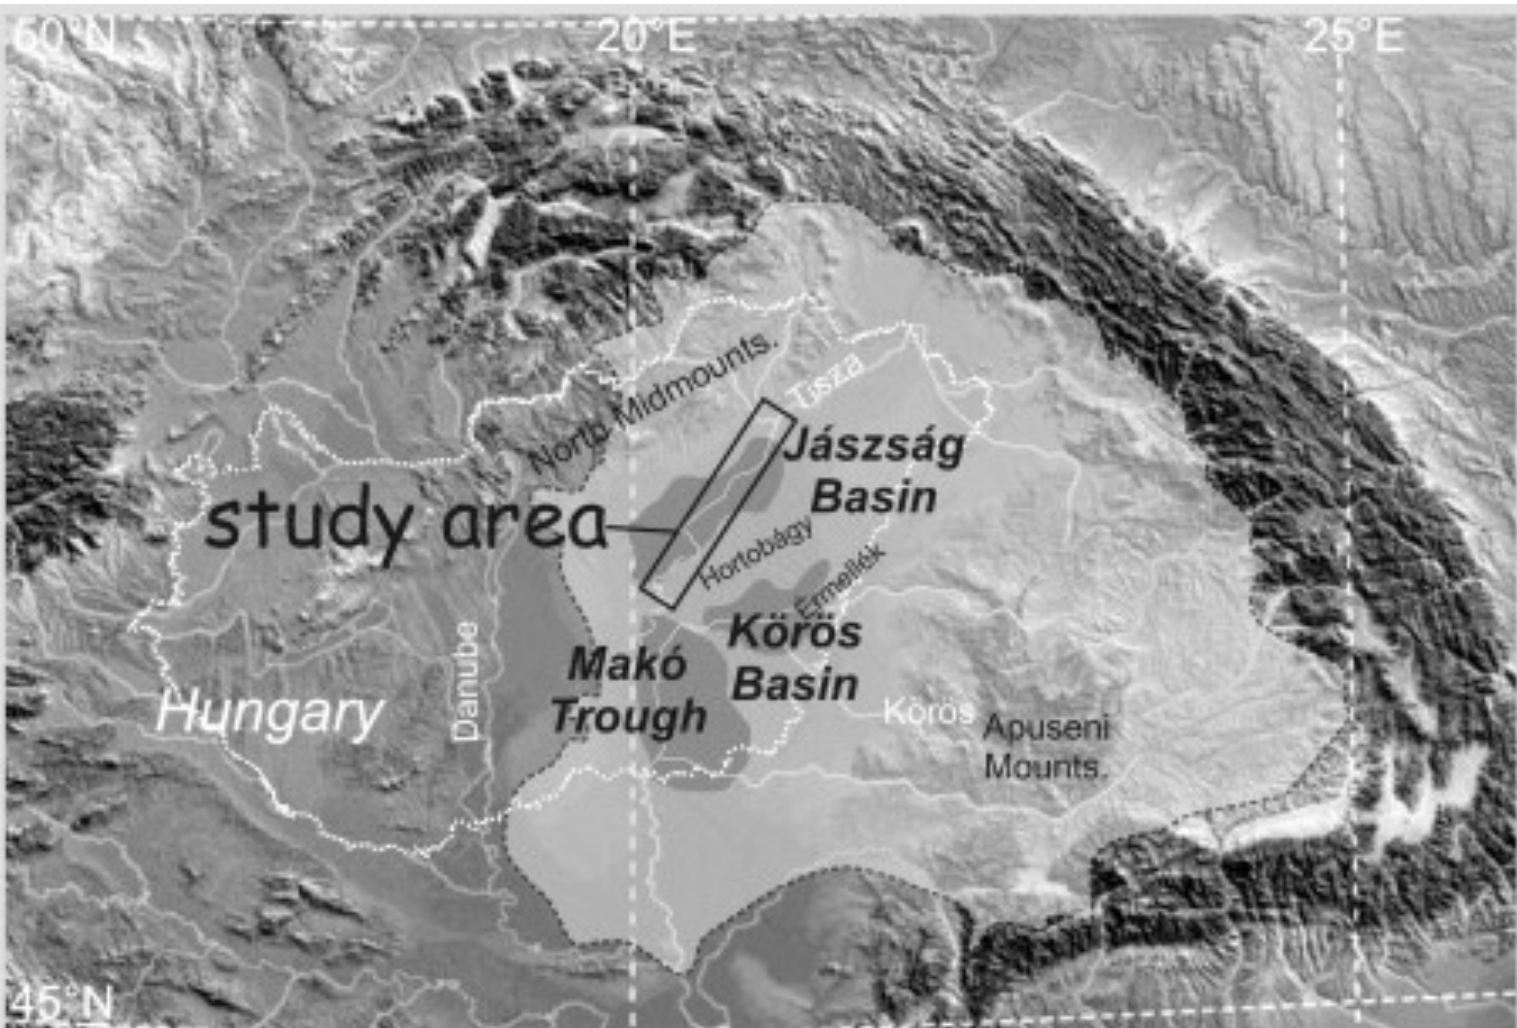 60°N
20°E
25°E
North Midmounts.
Tisza
Jászság
Basin
study area
Hortobágy
Érmellék
Körös
Basin
Makó
Trough
Danube
Hungary
Körös
Apuseni
Mounts.
45°N